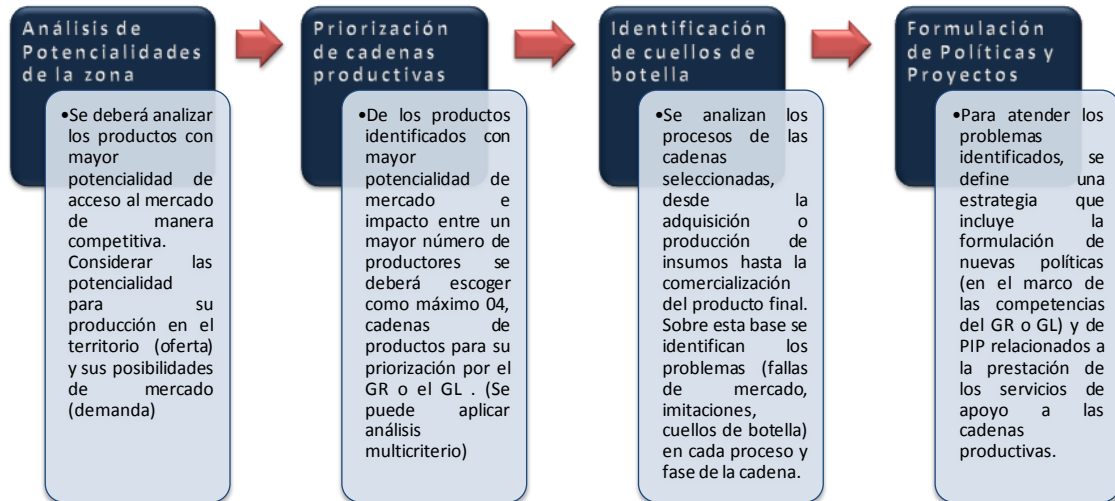 Análisis de
Potencialidades
de la zona
•Se deberá analizar
los productos con
mayor
potencialidad de
acceso al mercado
de manera
competitiva.
Considerar las
potencialidad
para su
producción en el
territorio (oferta)
y sus posibilidades
de mercado
(demanda)
Priorización
de cadenas
productivas
•De los productos
identificados con
mayor
potencialidad de
mercado e
impacto entre un
mayor número de
productores se
deberá escoger
como máximo 04,
cadenas de
productos para su
priorización por el
GR o el GL . (Se
puede aplicar
análisis
multicriterio)
Identificación
de cuellos de
botella
•Se analizan los
procesos de las
cadenas
seleccionadas,
desde la
adquisición o
producción de
insumos hasta la
comercialización
del producto final.
Sobre esta base se
identifican los
problemas (fallas
de mercado,
imitaciones,
cuellos de botella)
en cada proceso y
fase de la cadena.
Formulación
de Políticas y
Proyectos
•Para atender los
problemas
identificados, se
define una
estrategia que
incluye la
formulación de
nuevas políticas
(en el marco de
las competencias
del GR o GL) y de
PIP relacionados a
la prestación de
los servicios de
apoyo a las
cadenas
productivas.